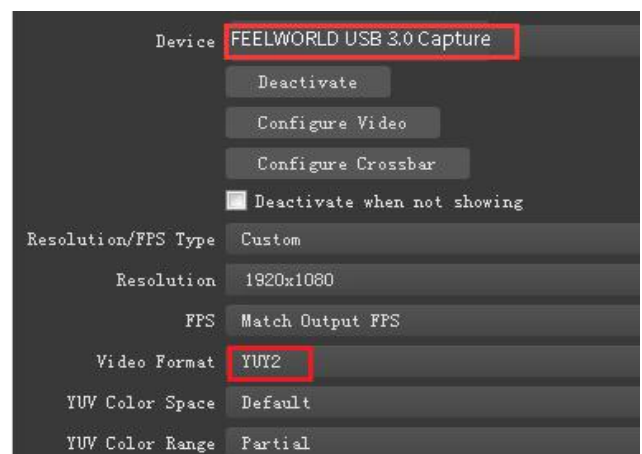 Device FEELWORLD USB 3.0 Capture
Deactivate
Configure Video
Configure Crossbar
Deactivate when not showing
Resolution/FPS Type Custom
Resolution 1920x1080
FPS Match Output FPS
Video Format YUY2
YUV Color Space Default
YUV Color Range Partial